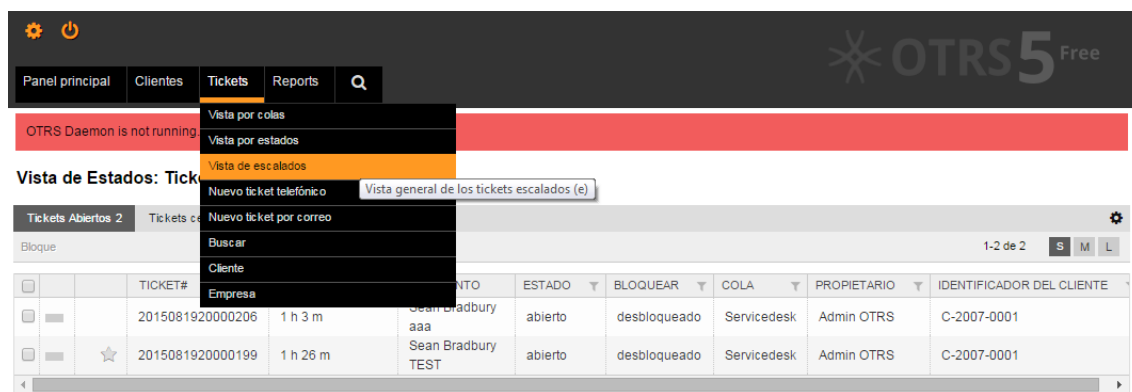 OTRS 5 Free
Panel principal Clientes Tickets Reports
OTRS Daemon is not running.
Vista por colas
Vista por estados
Vista de escalados
Nuevo ticket telefónico
Nuevo ticket por correo
Buscar
Cliente
Empresa
Vista general de los tickets escalados (e)
Vista de Estados:
Tickets Abiertos 2 Tickets
Bloque 1-2 de 2 S M L
TICKET# ESTADO BLOQUEAR COLA PROPIETARIO IDENTIFICADOR DEL CLIENTE
2015081920000206 1 h 3 m Sean Bradbury abierto desbloqueado Servicedesk Admin OTRS C-2007-0001
aaa
2015081920000199 1 h 26 m Sean Bradbury abierto desbloqueado Servicedesk Admin OTRS C-2007-0001
TEST